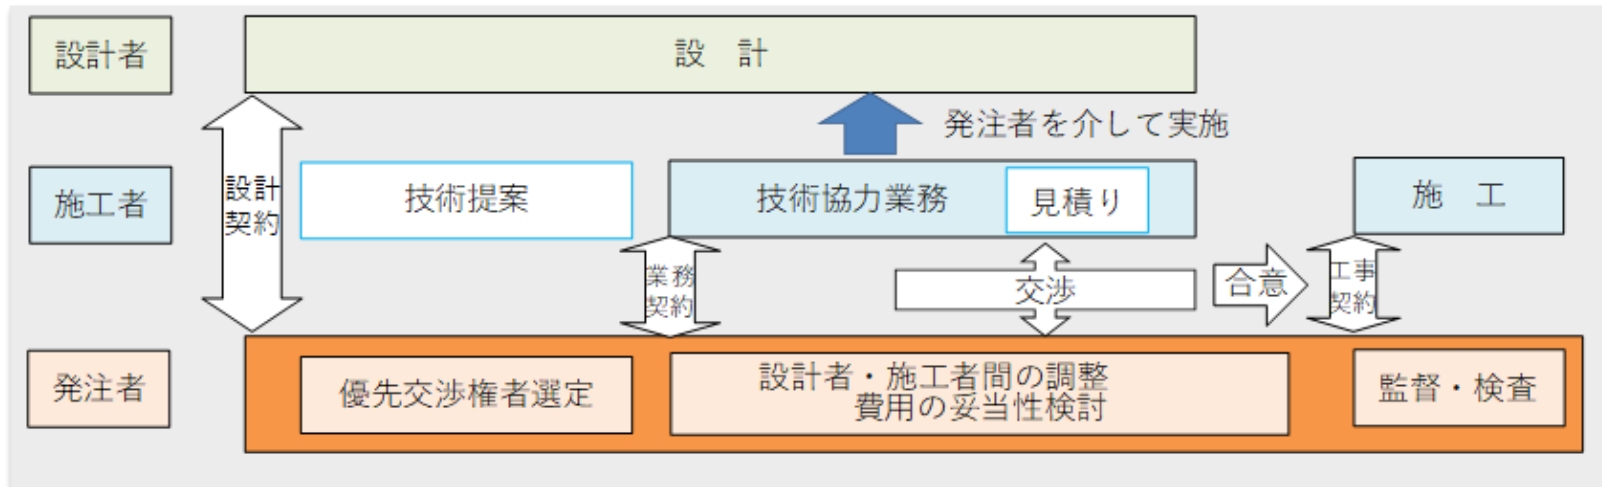 設計者
設　計
発注者を介して実施
施工者
設計
契約
技術提案
技術協力業務
見積り
施　工
業務
契約
交渉
合意
工事
契約
発注者
優先交渉権者選定
設計者・施工者間の調整
費用の妥当性検討
監督・検査